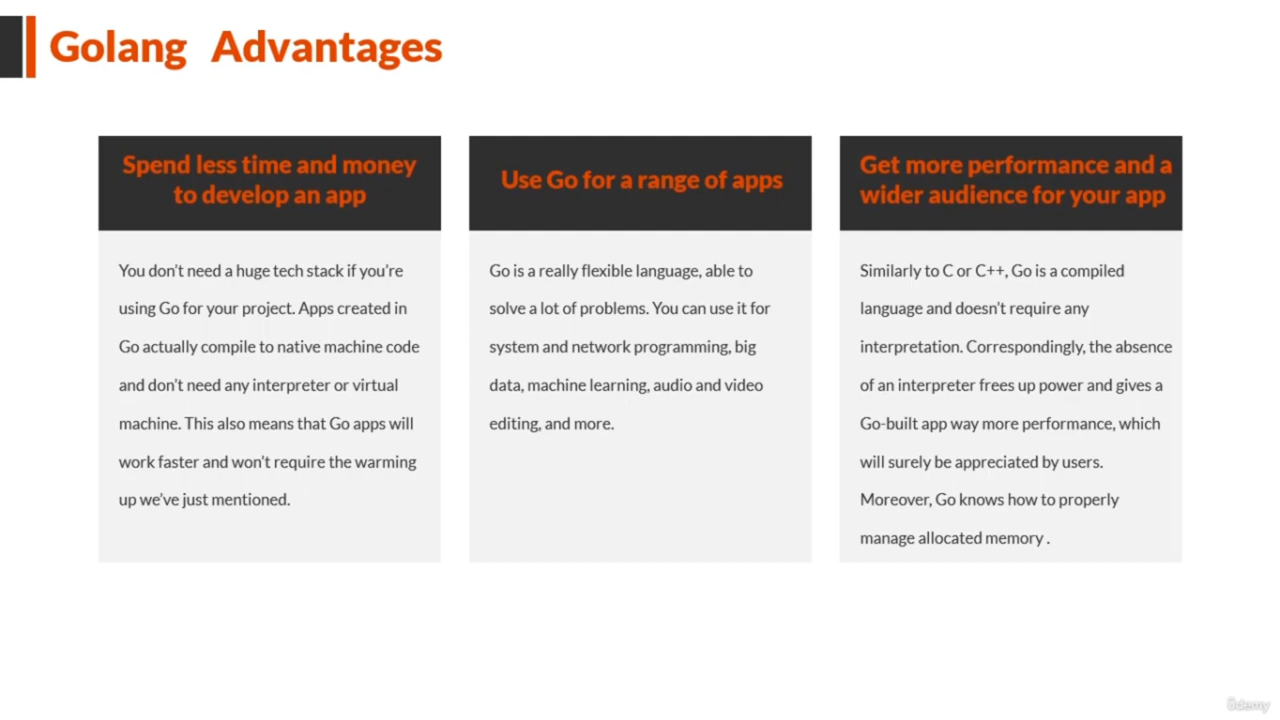 Golang Advantages
Spend less time and money
to develop an app
You don't need a huge tech stack if you're
using Go for your project. Apps created in
Go actually compile to native machine code
and don't need any interpreter or virtual
machine. This also means that Go apps will
work faster and won't require the warming
up we've just mentioned.
Use Go for a range of apps
Go is a really flexible language, able to
solve a lot of problems. You can use it for
system and network programming, big
data, machine learning, audio and video
editing, and more.
Get more performance and a
wider audience for your app
Similarly to C or C++, Go is a compiled
language and doesn't require any
interpretation. Correspondingly, the absence
of an interpreter frees up power and gives a
Go-built app way more performance, which
will surely be appreciated by users.
Moreover, Go knows how to properly
manage allocated memory .
ûdemy